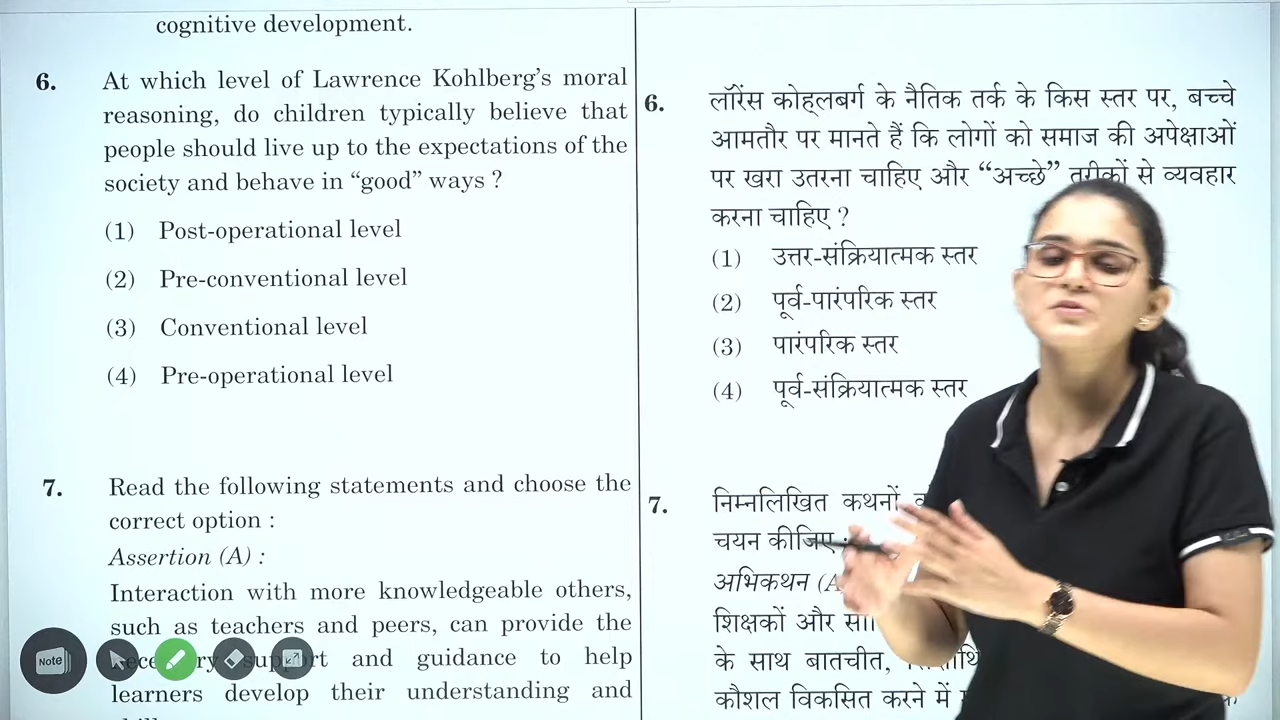 cognitive development.
6. At which level of Lawrence Kohlberg's moral
reasoning, do children typically believe that
people should live up to the expectations of the
society and behave in "good" ways ?
(1) Post-operational level
(2) Pre-conventional level
(3) Conventional level
(4) Pre-operational level
7. Read the following statements and choose the
correct option :
Assertion (A) :
Interaction with more knowledgeable others,
such as teachers and peers, can provide the
and guidance to help
learners develop their understanding and
6. लॉरेंस कोह्लबर्ग के नैतिक तर्क के किस स्तर पर, बच्चे
आमतौर पर मानते हैं कि लोगों को समाज की अपेक्षाओं
पर खरा उतरना चाहिए और "अच्छे" तरीकों से व्यवहार
करना चाहिए ?
(1) उत्तर-संक्रियात्मक स्तर
(2) पूर्व-पारंपरिक स्तर
(3) पारंपरिक स्तर
(4) पूर्व-संक्रियात्मक स्तर
7. निम्नलिखित कथनों
चयन कीजिए :
अभिकथन (A
शिक्षकों और
के साथ बातचीत,
कौशल विकसित करने में
Note